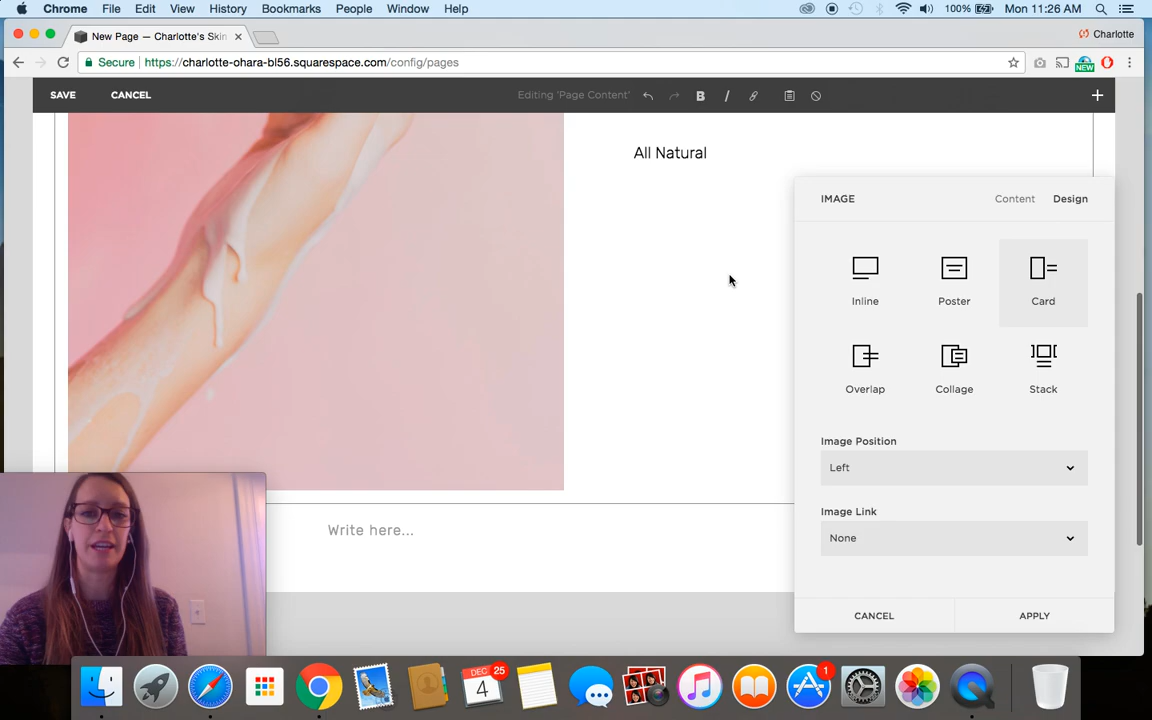 Chrome File Edit View History Bookmarks People Window Help 100% Mon 11:26 AM
New Page — Charlotte's Skin Charlotte
Secure https://charlotte-ohara-bl56.squarespace.com/config/pages NEW
SAVE CANCEL Editing 'Page Content' B I
All Natural
IMAGE Content Design
Inline Poster Card
Overlap Collage Stack
Image Position
Left
Image Link
None
Write here...
CANCEL APPLY
DEC 4 25 1